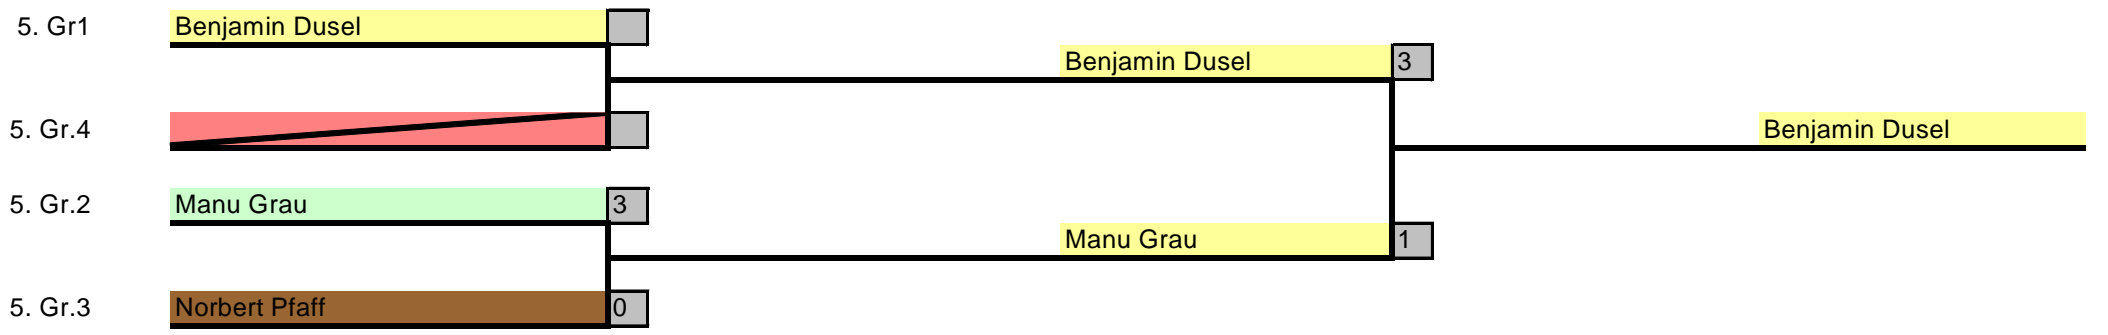 5. Gr1 Benjamin Dusel
Benjamin Dusel 3
5. Gr.4 Benjamin Dusel
5. Gr.2 Manu Grau 3
Manu Grau 1
5. Gr.3 Norbert Pfaff 0